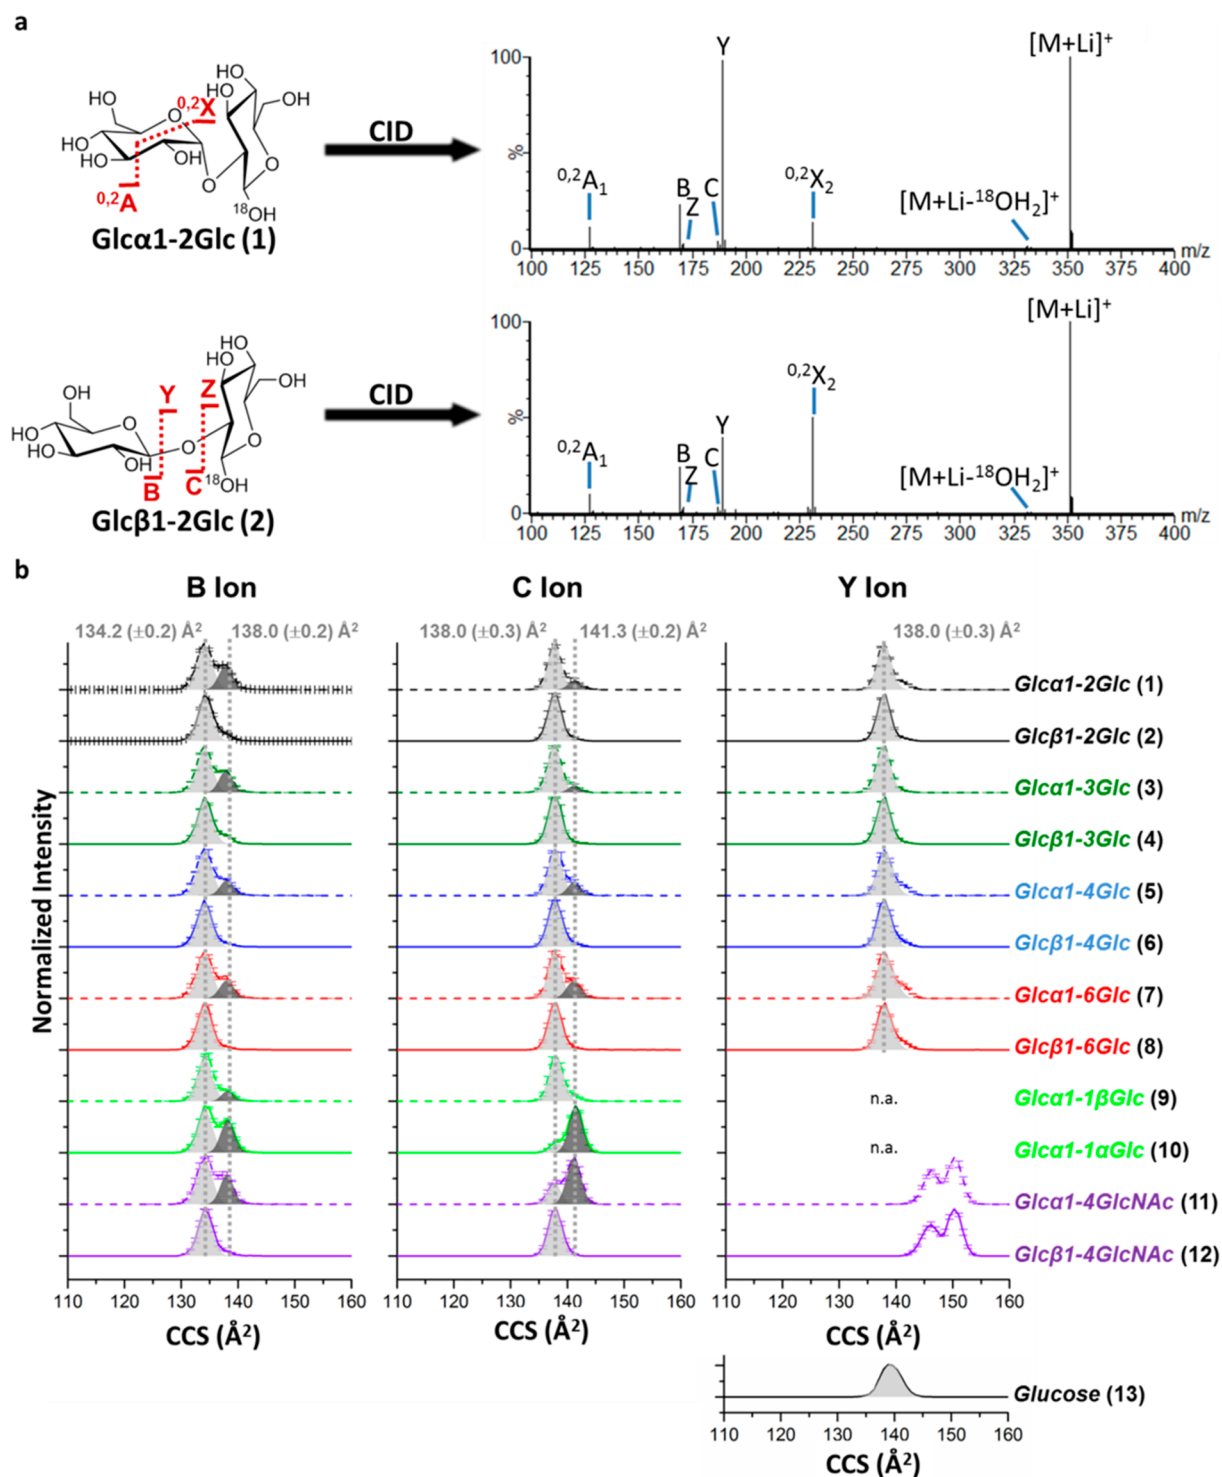 a
HO
HO
HO
HO
O
0,2X
0,2A
OH
HO
HO
OH
O
O
18OH
Glcα1-2Glc (1)
CID
100
%
0
0,2A1
B
Z
C
Y
0,2X2
[M+Li-18OH2]+
[M+Li]+
100 125 150 175 200 225 250 275 300 325 350 375 400 m/z
OH
HO
HO
O
OH
Y
Z
B
C
O
HO
HO
OH
O
18OH
Glcβ1-2Glc (2)
CID
100
%
0
0,2A1
B
Z
C
Y
0,2X2
[M+Li-18OH2]+
[M+Li]+
100 125 150 175 200 225 250 275 300 325 350 375 400 m/z
b
B Ion C Ion Y Ion
134.2 (±0.2) Å2 138.0 (±0.2) Å2 138.0 (±0.3) Å2 141.3 (±0.2) Å2 138.0 (±0.3) Å2
Normalized Intensity
Glcα1-2Glc (1)
Glcβ1-2Glc (2)
Glcα1-3Glc (3)
Glcβ1-3Glc (4)
Glcα1-4Glc (5)
Glcβ1-4Glc (6)
Glcα1-6Glc (7)
Glcβ1-6Glc (8)
n.a. Glcα1-1βGlc (9)
n.a. Glcα1-1αGlc (10)
Glcα1-4GlcNAc (11)
Glcβ1-4GlcNAc (12)
110 120 130 140 150 160 110 120 130 140 150 160 110 120 130 140 150 160
CCS (Å2) CCS (Å2) CCS (Å2)
Glucose (13)
110 120 130 140 150 160
CCS (Å2)